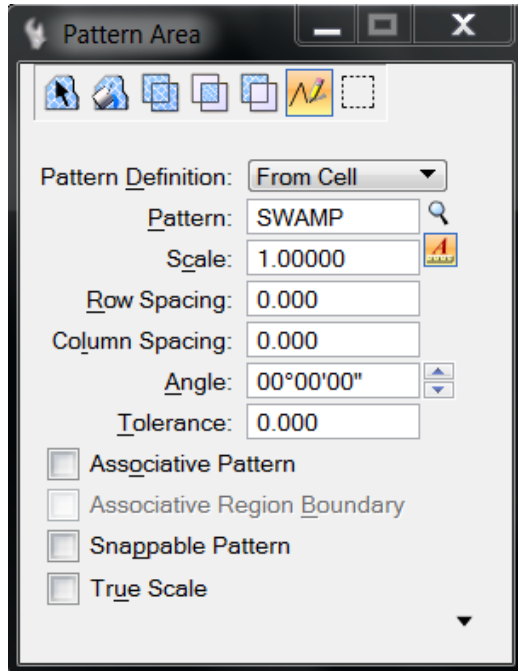 Pattern Area
Pattern Definition: From Cell
Pattern: SWAMP
Scale: 1.00000
Row Spacing: 0.000
Column Spacing: 0.000
Angle: 00°00'00"
Tolerance: 0.000
Associative Pattern
Associative Region Boundary
Snappable Pattern
True Scale